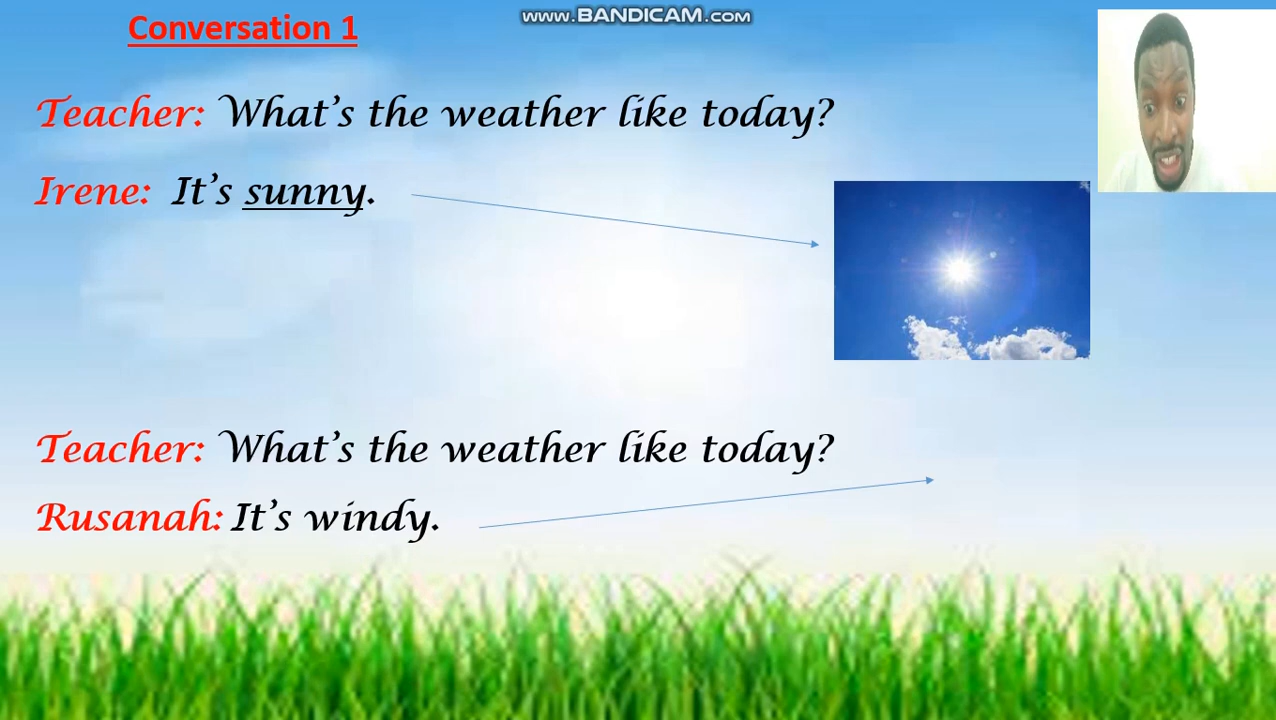 www.BANDICAM.com
Conversation 1
Teacher: What's the weather like today?
Irene: It's sunny.
Teacher: What's the weather like today?
Rusanah: It's windy.